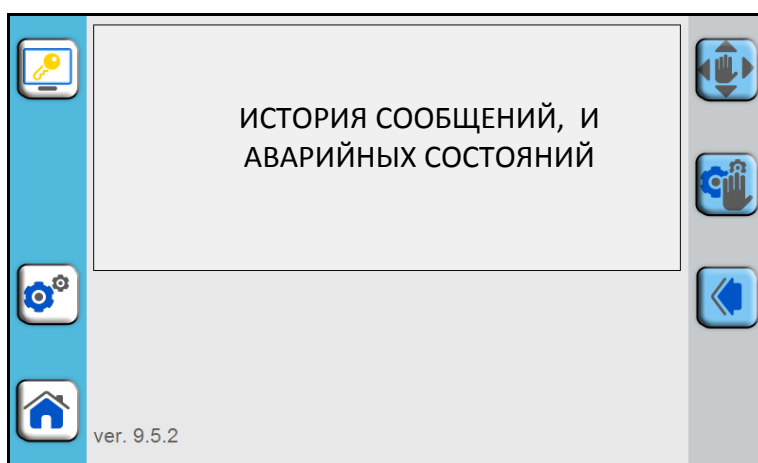 ИСТОРИЯ СООБЩЕНИЙ, И
АВАРИЙНЫХ СОСТОЯНИЙ
ver. 9.5.2